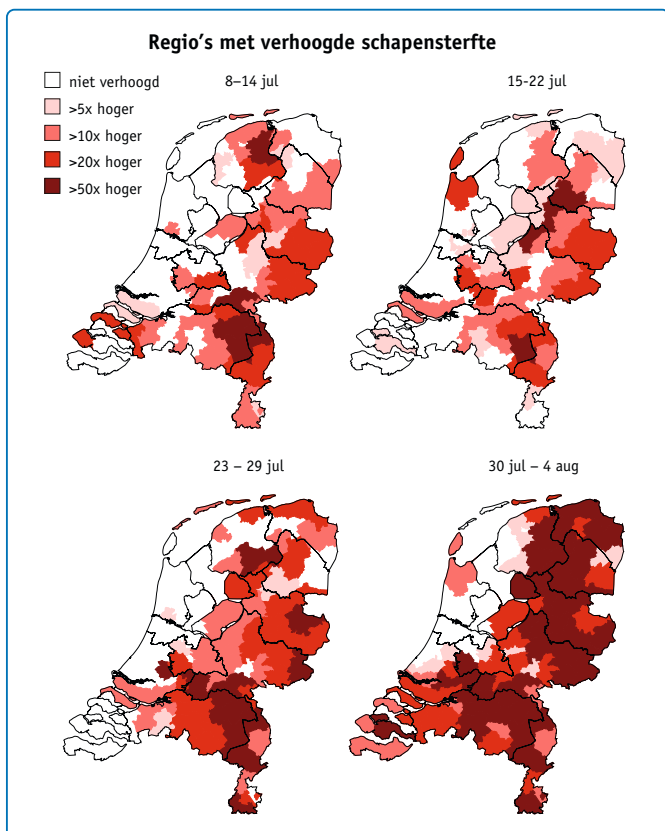 Regio's met verhoogde schapensterfte
niet verhoogd
>5x hoger
>10x hoger
>20x hoger
>50x hoger
8–14 jul
15-22 jul
23 – 29 jul
30 jul – 4 aug